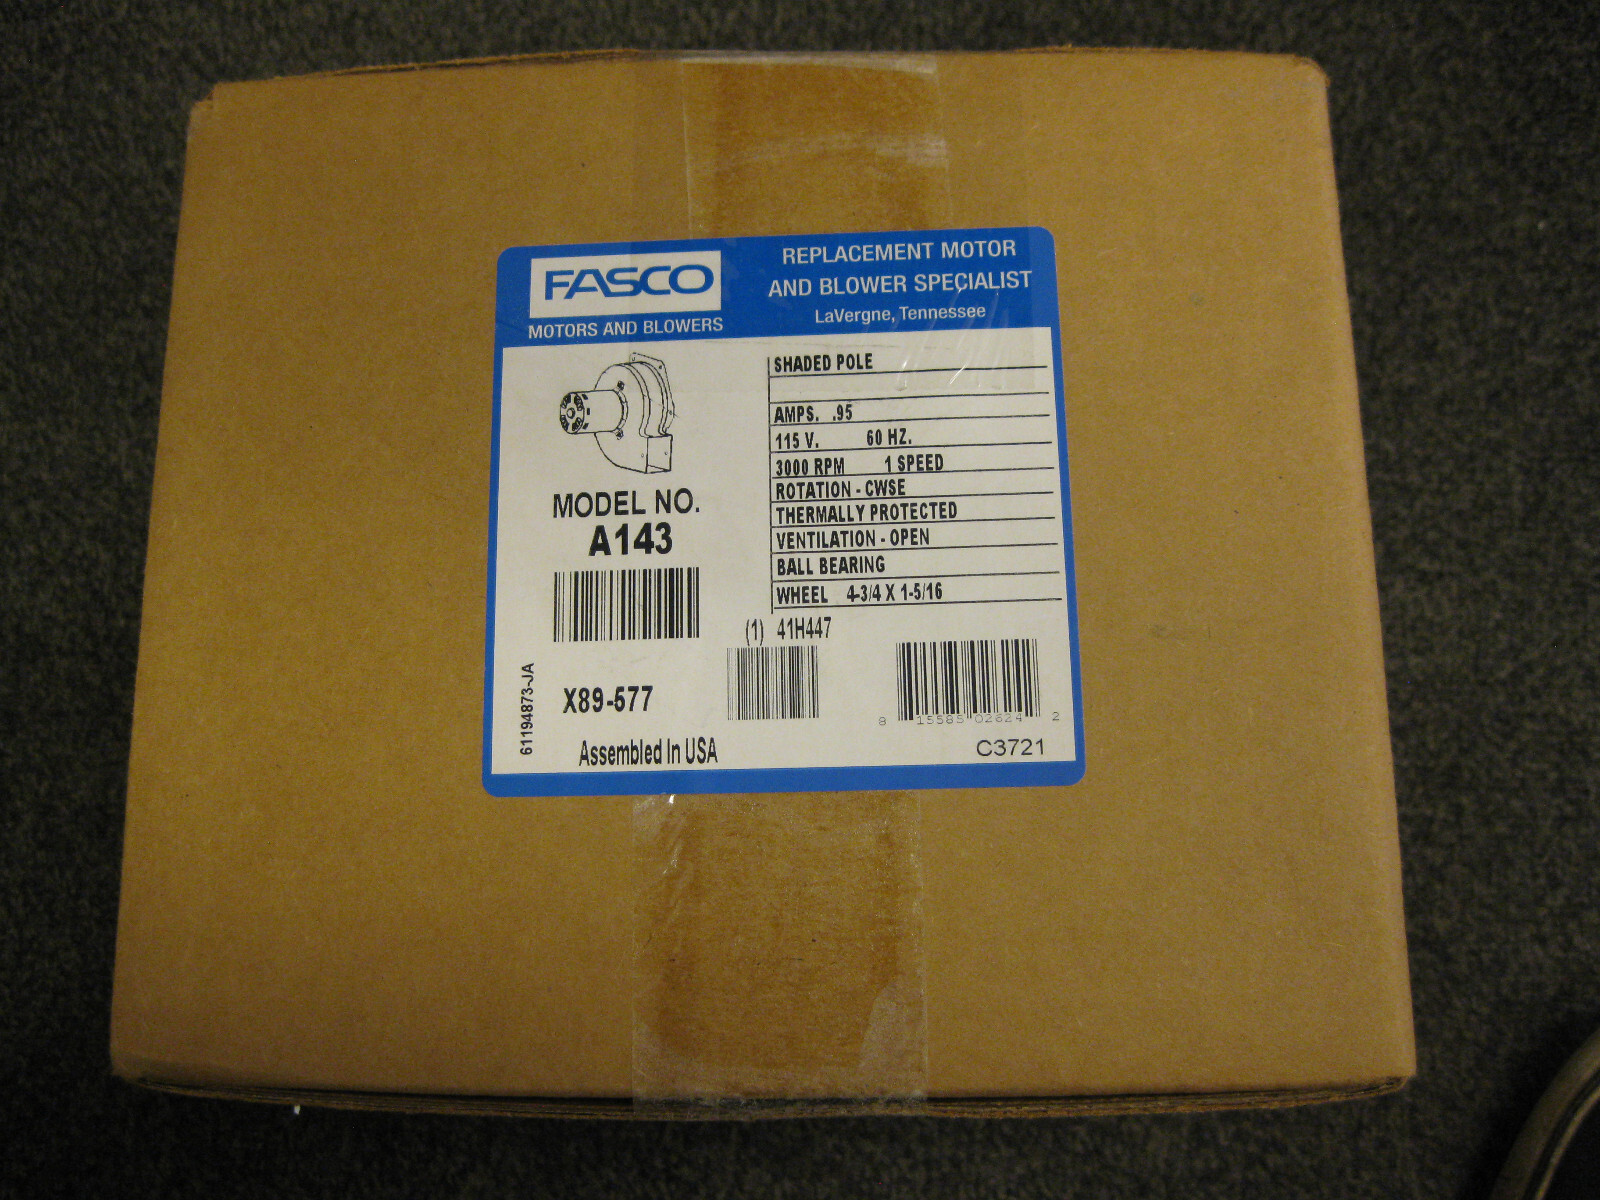 FASCO
MOTORS AND BLOWERS
REPLACEMENT MOTOR
AND BLOWER SPECIALIST
LaVergne, Tennessee
MODEL NO.
A143
SHADED POLE
AMPS. .95
115 V. 60 HZ.
3000 RPM 1 SPEED
ROTATION - CWSE
THERMALLY PROTECTED
VENTILATION - OPEN
BALL BEARING
WHEEL 4-3/4 X 1-5/16
(1) 41H447
61194873-JA
X89-577
8 15585 02624 2
Assembled In USA
C3721